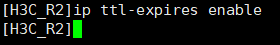 [H3C_R2]ip ttl-expires enable
[H3C_R2]